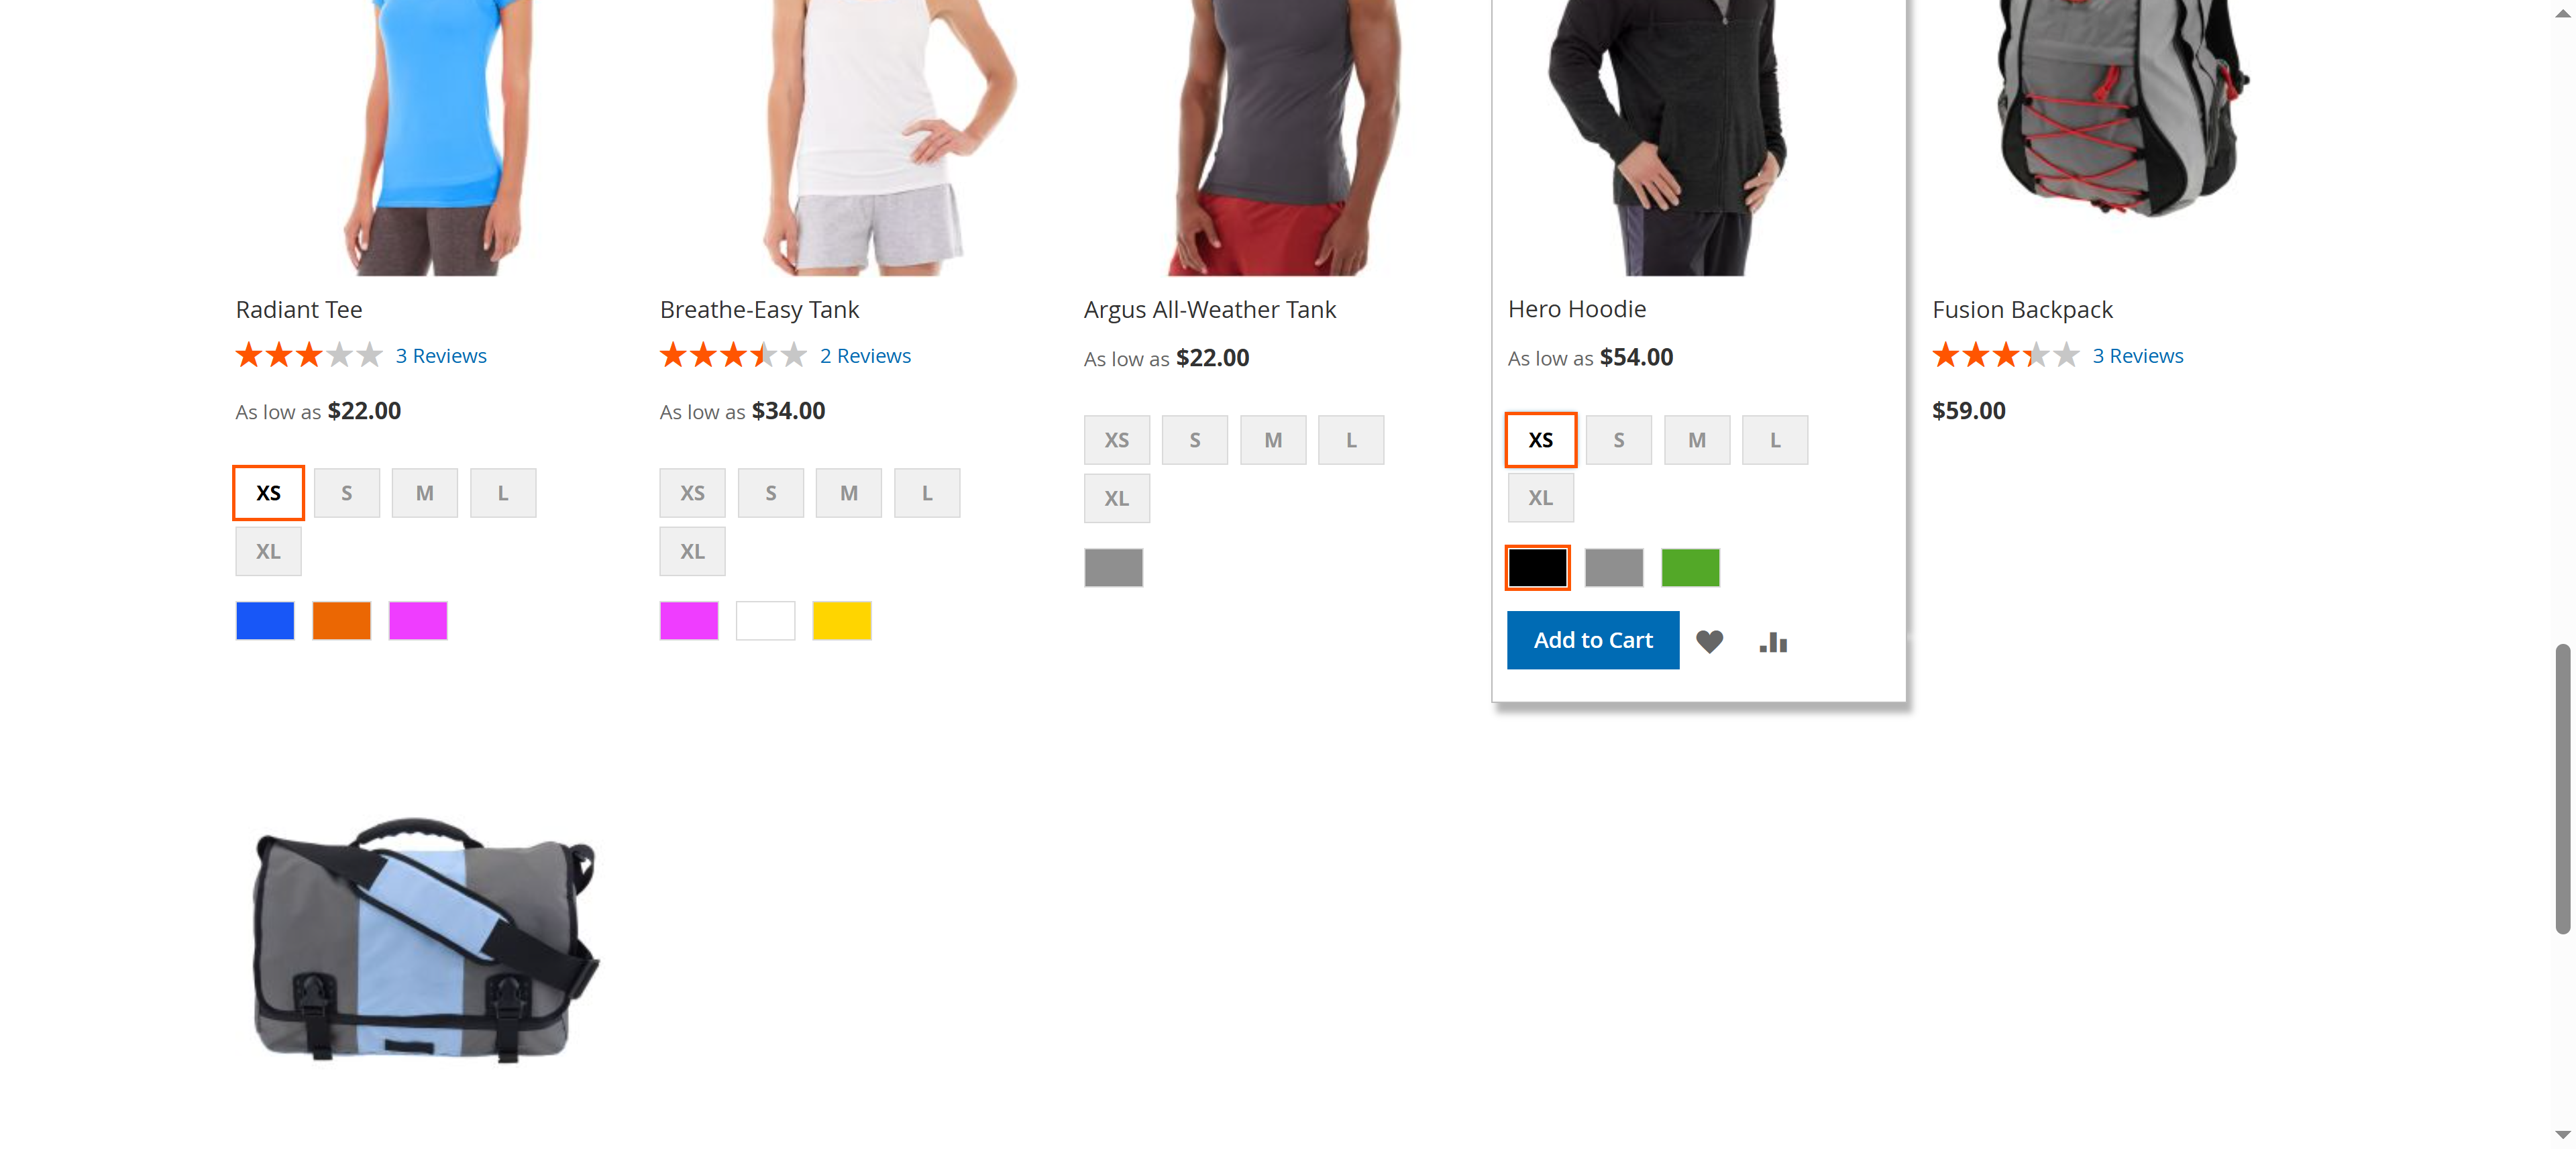 Radiant Tee
3 Reviews
As low as $22.00
XS S M L
XL
Breathe-Easy Tank
2 Reviews
As low as $34.00
XS S M L
XL
Argus All-Weather Tank
As low as $22.00
XS S M L
XL
Hero Hoodie
As low as $54.00
XS S M L
XL
Add to Cart
Fusion Backpack
3 Reviews
$59.00